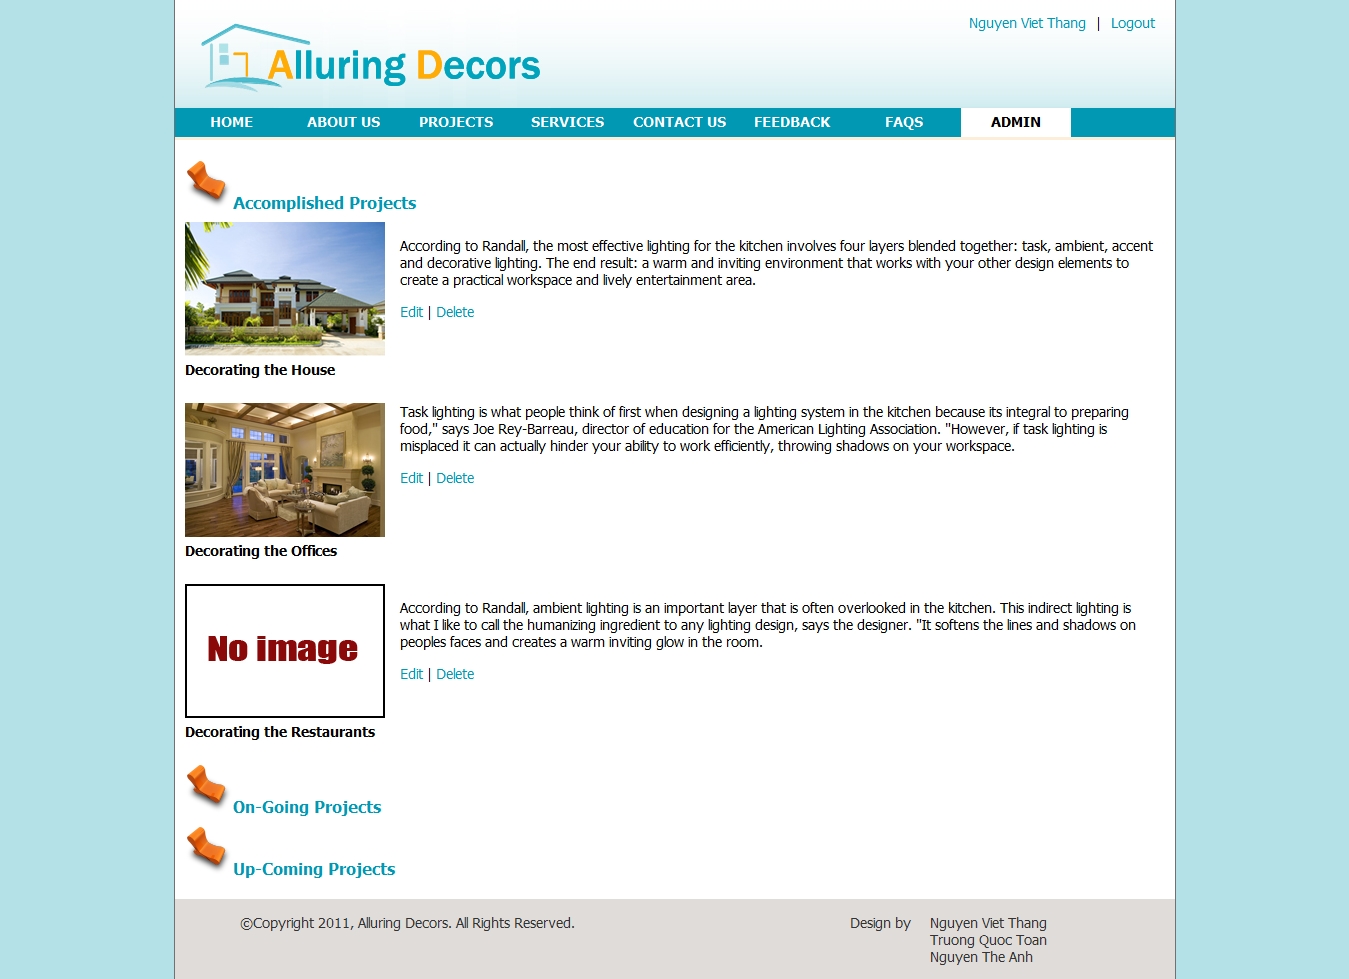 Nguyen Viet Thang | Logout
Alluring Decors
HOME ABOUT US PROJECTS SERVICES CONTACT US FEEDBACK FAQS ADMIN
Accomplished Projects
According to Randall, the most effective lighting for the kitchen involves four layers blended together: task, ambient, accent
and decorative lighting. The end result: a warm and inviting environment that works with your other design elements to
create a practical workspace and lively entertainment area.
Edit | Delete
Decorating the House
Task lighting is what people think of first when designing a lighting system in the kitchen because its integral to preparing
food," says Joe Rey-Barreau, director of education for the American Lighting Association. "However, if task lighting is
misplaced it can actually hinder your ability to work efficiently, throwing shadows on your workspace.
Edit | Delete
Decorating the Offices
No image
According to Randall, ambient lighting is an important layer that is often overlooked in the kitchen. This indirect lighting is
what I like to call the humanizing ingredient to any lighting design, says the designer. "It softens the lines and shadows on
peoples faces and creates a warm inviting glow in the room.
Edit | Delete
Decorating the Restaurants
On-Going Projects
Up-Coming Projects
©Copyright 2011, Alluring Decors. All Rights Reserved. Design by Nguyen Viet Thang
Truong Quoc Toan
Nguyen The Anh